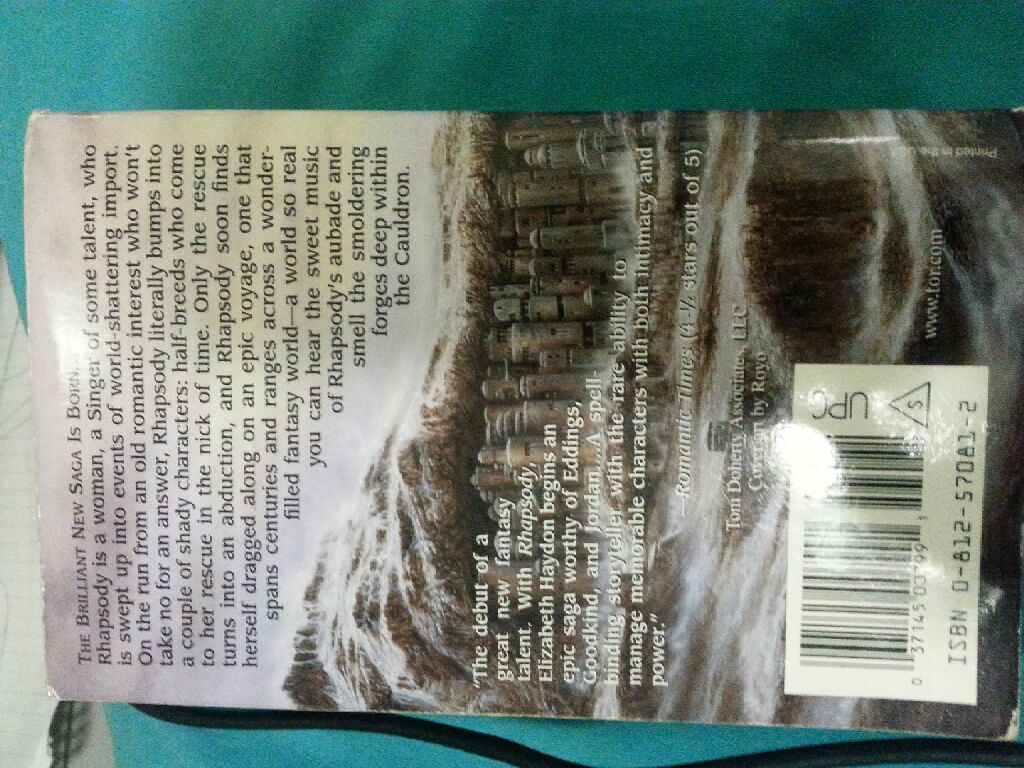 THE BRILLIANT NEW SAGA IS BORN...
Rhapsody is a woman, a Singer of some talent, who
is swept up into events of world-shattering import.
On the run from an old romantic interest who won't
take no for an answer, Rhapsody literally bumps into
a couple of shady characters: half-breeds who come
to her rescue in the nick of time. Only the rescue
turns into an abduction, and Rhapsody soon finds
herself dragged along on an epic voyage, one that
spans centuries and ranges across a wonder-
filled fantasy world—a world so real
you can hear the sweet music
of Rhapsody's aubade and
smell the smoldering
forges deep within
the Cauldron.
"The debut of a
great new fantasy
talent. With Rhapsody,
Elizabeth Haydon begins an
epic saga worthy of Eddings,
Goodkind, and Jordan. A spell-
binding storyteller with the rare ability to
manage memorable characters with both intimacy and
power."
—Romantic Times (4-½ stars out of 5)
Tom Doherty Associates, LLC
Cover art by Royo
www.tor.com
Printed in the USA
UPC
S
0 37145 00799 1
ISBN 0-812-57081-2